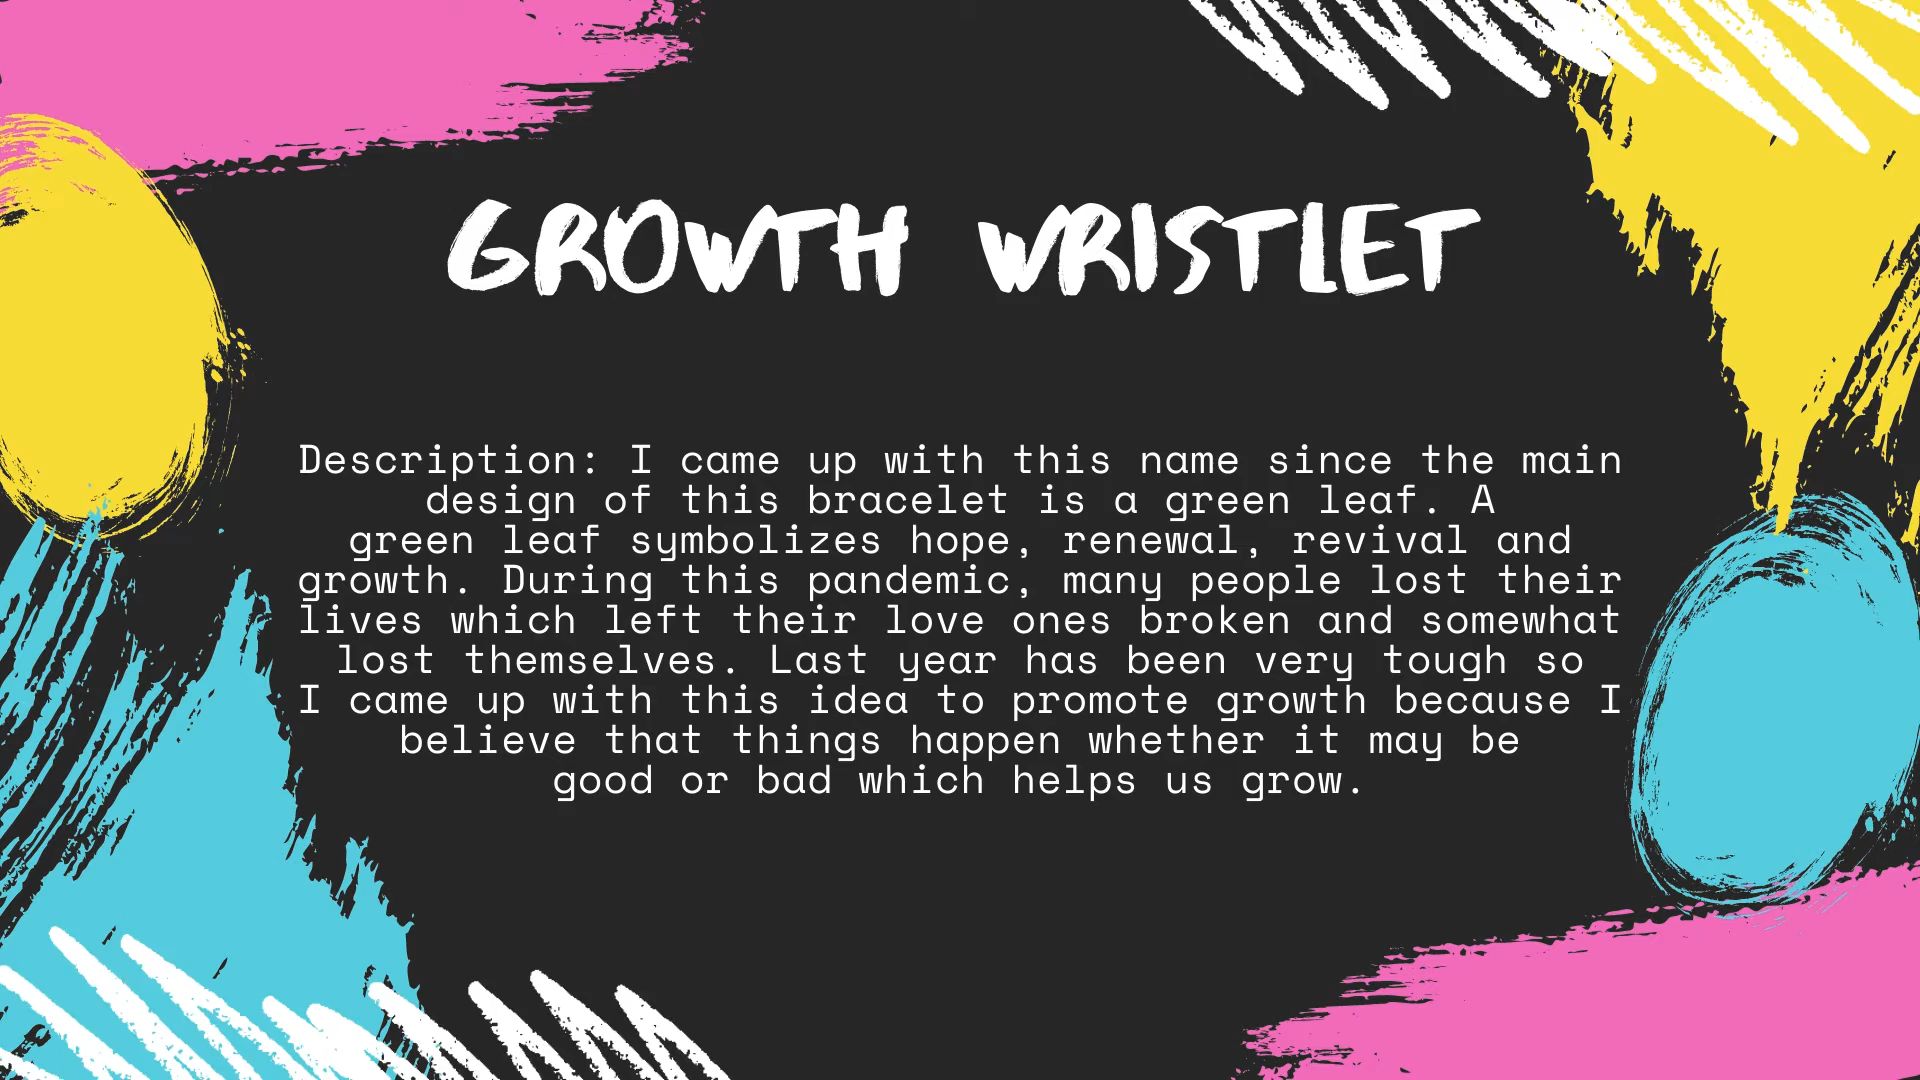 GROWTH WRISTLET
Description: I came up with this name since the main
design of this bracelet is a green leaf. A
green leaf symbolizes hope, renewal, revival and
growth. During this pandemic, many people lost their
lives which left their love ones broken and somewhat
lost themselves. Last year has been very tough so
I came up with this idea to promote growth because I
believe that things happen whether it may be
good or bad which helps us grow.